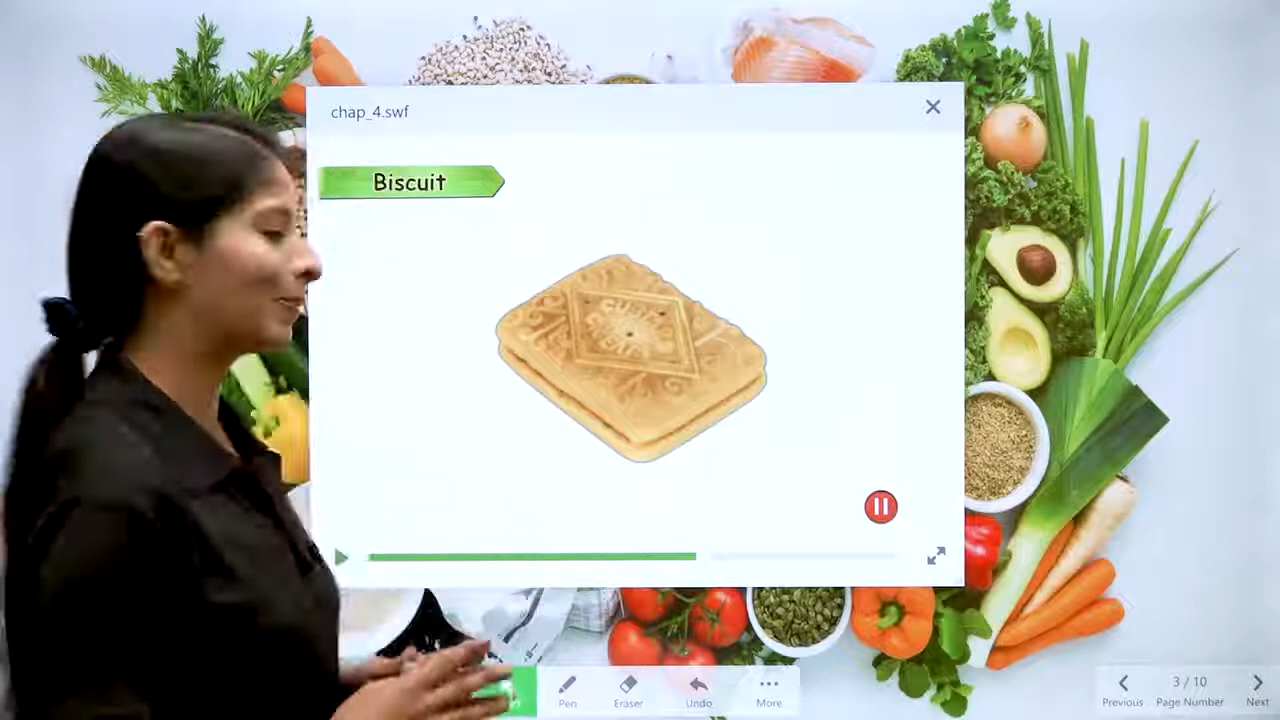 chap_4.swf
Biscuit
Pen
Eraser
Undo
More
Previous
3 / 10
Page Number
Next